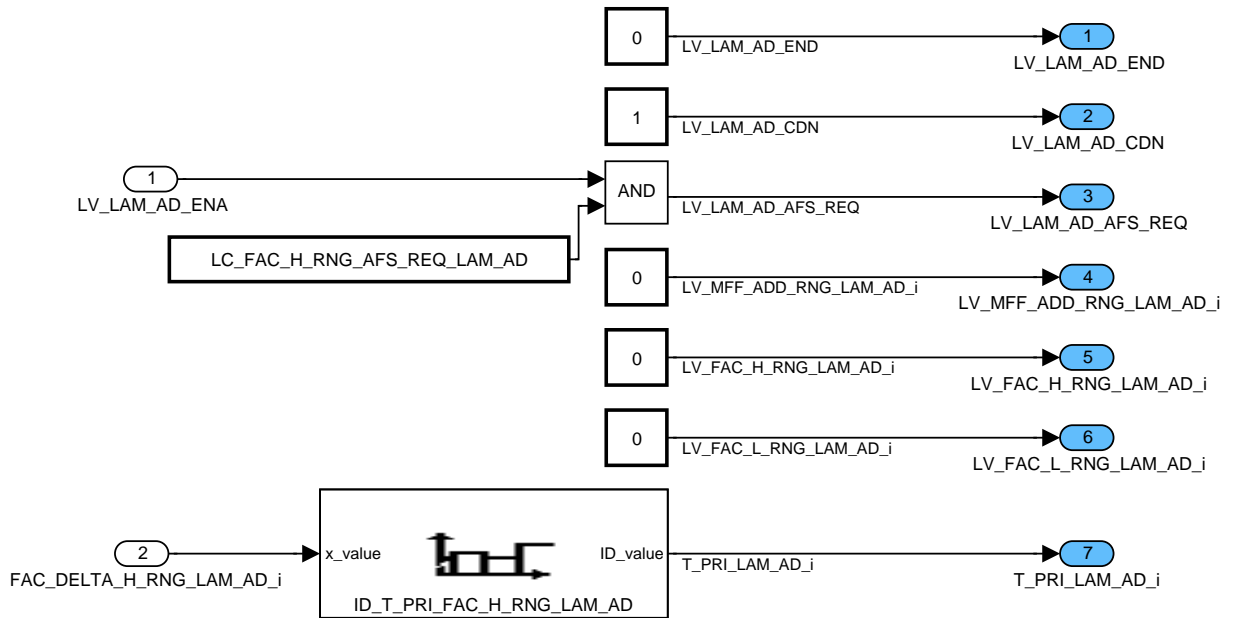 0
LV_LAM_AD_END
1
LV_LAM_AD_END
1
LV_LAM_AD_CDN
2
LV_LAM_AD_CDN
1
LV_LAM_AD_ENA
AND
LV_LAM_AD_AFS_REQ
3
LV_LAM_AD_AFS_REQ
LC_FAC_H_RNG_AFS_REQ_LAM_AD
0
LV_MFF_ADD_RNG_LAM_AD_i
4
LV_MFF_ADD_RNG_LAM_AD_i
0
LV_FAC_H_RNG_LAM_AD_i
5
LV_FAC_H_RNG_LAM_AD_i
0
LV_FAC_L_RNG_LAM_AD_i
6
LV_FAC_L_RNG_LAM_AD_i
2
FAC_DELTA_H_RNG_LAM_AD_i
x_value
ID_value
ID_T_PRI_FAC_H_RNG_LAM_AD
T_PRI_LAM_AD_i
7
T_PRI_LAM_AD_i